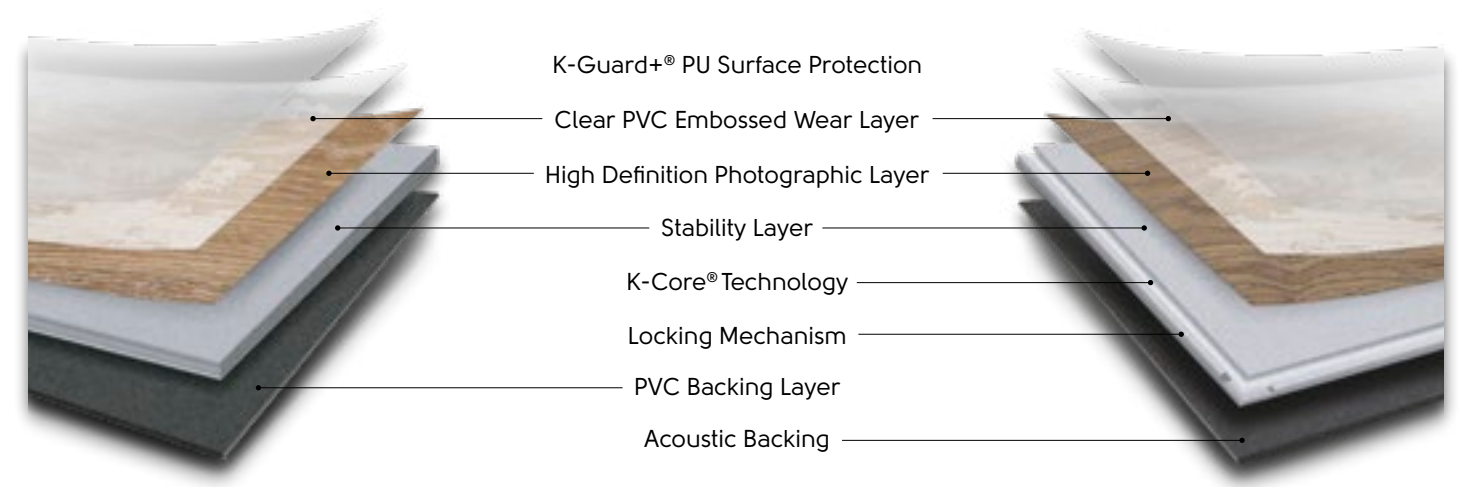 K-Guard+® PU Surface Protection
Clear PVC Embossed Wear Layer
High Definition Photographic Layer
Stability Layer
K-Core® Technology
Locking Mechanism
PVC Backing Layer
Acoustic Backing